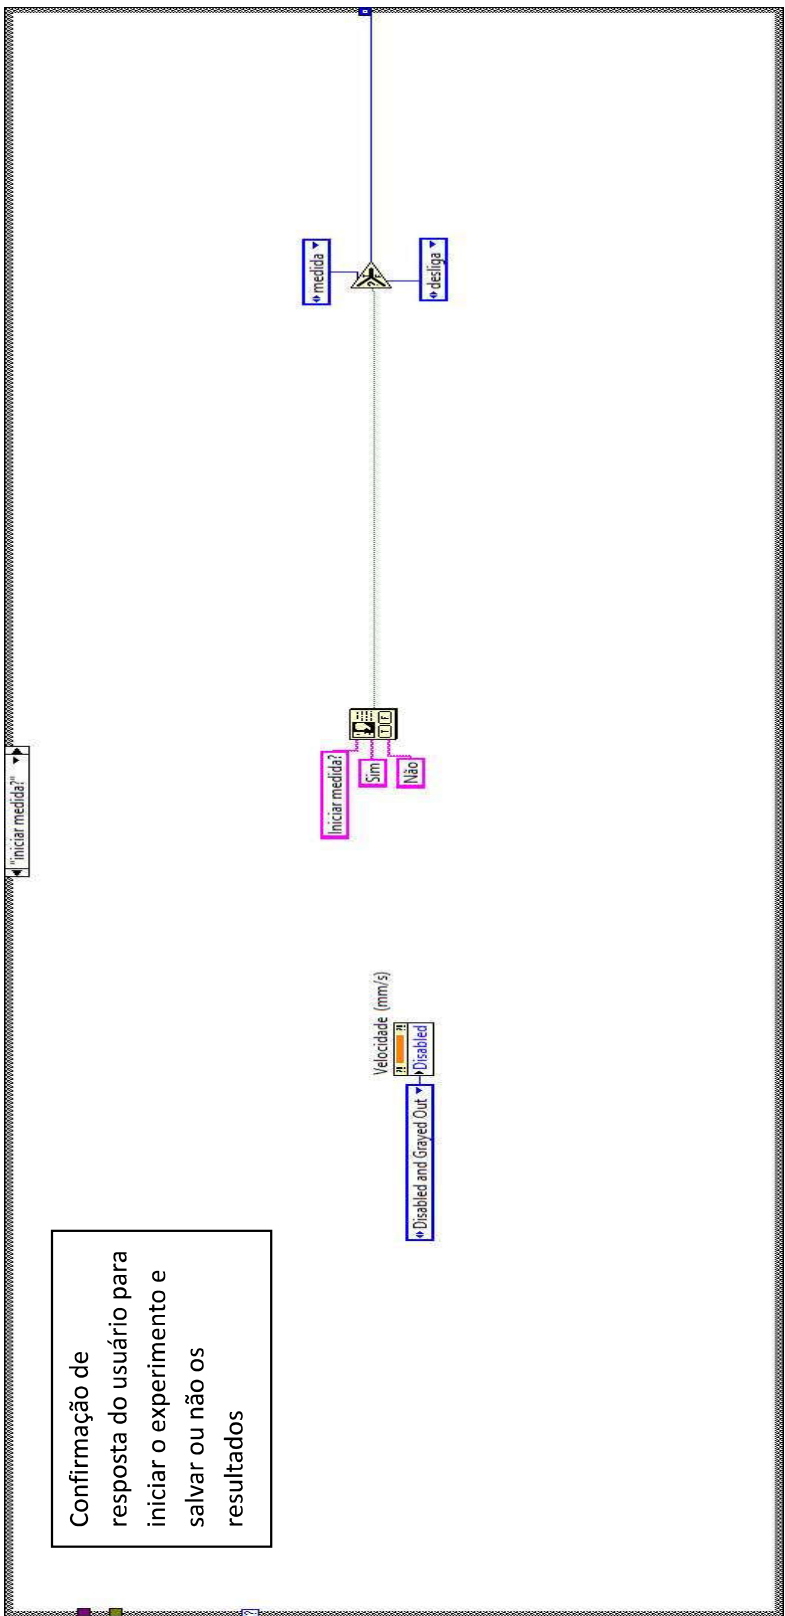 "iniciar medida?"
Confirmação de
resposta do usuário para
iniciar o experimento e
salvar ou não os
resultados
Velocidade (mm/s)
Disabled
Disabled and Grayed Out
Iniciar medida?
Sim
Não
T F
medida
desliga
? T F